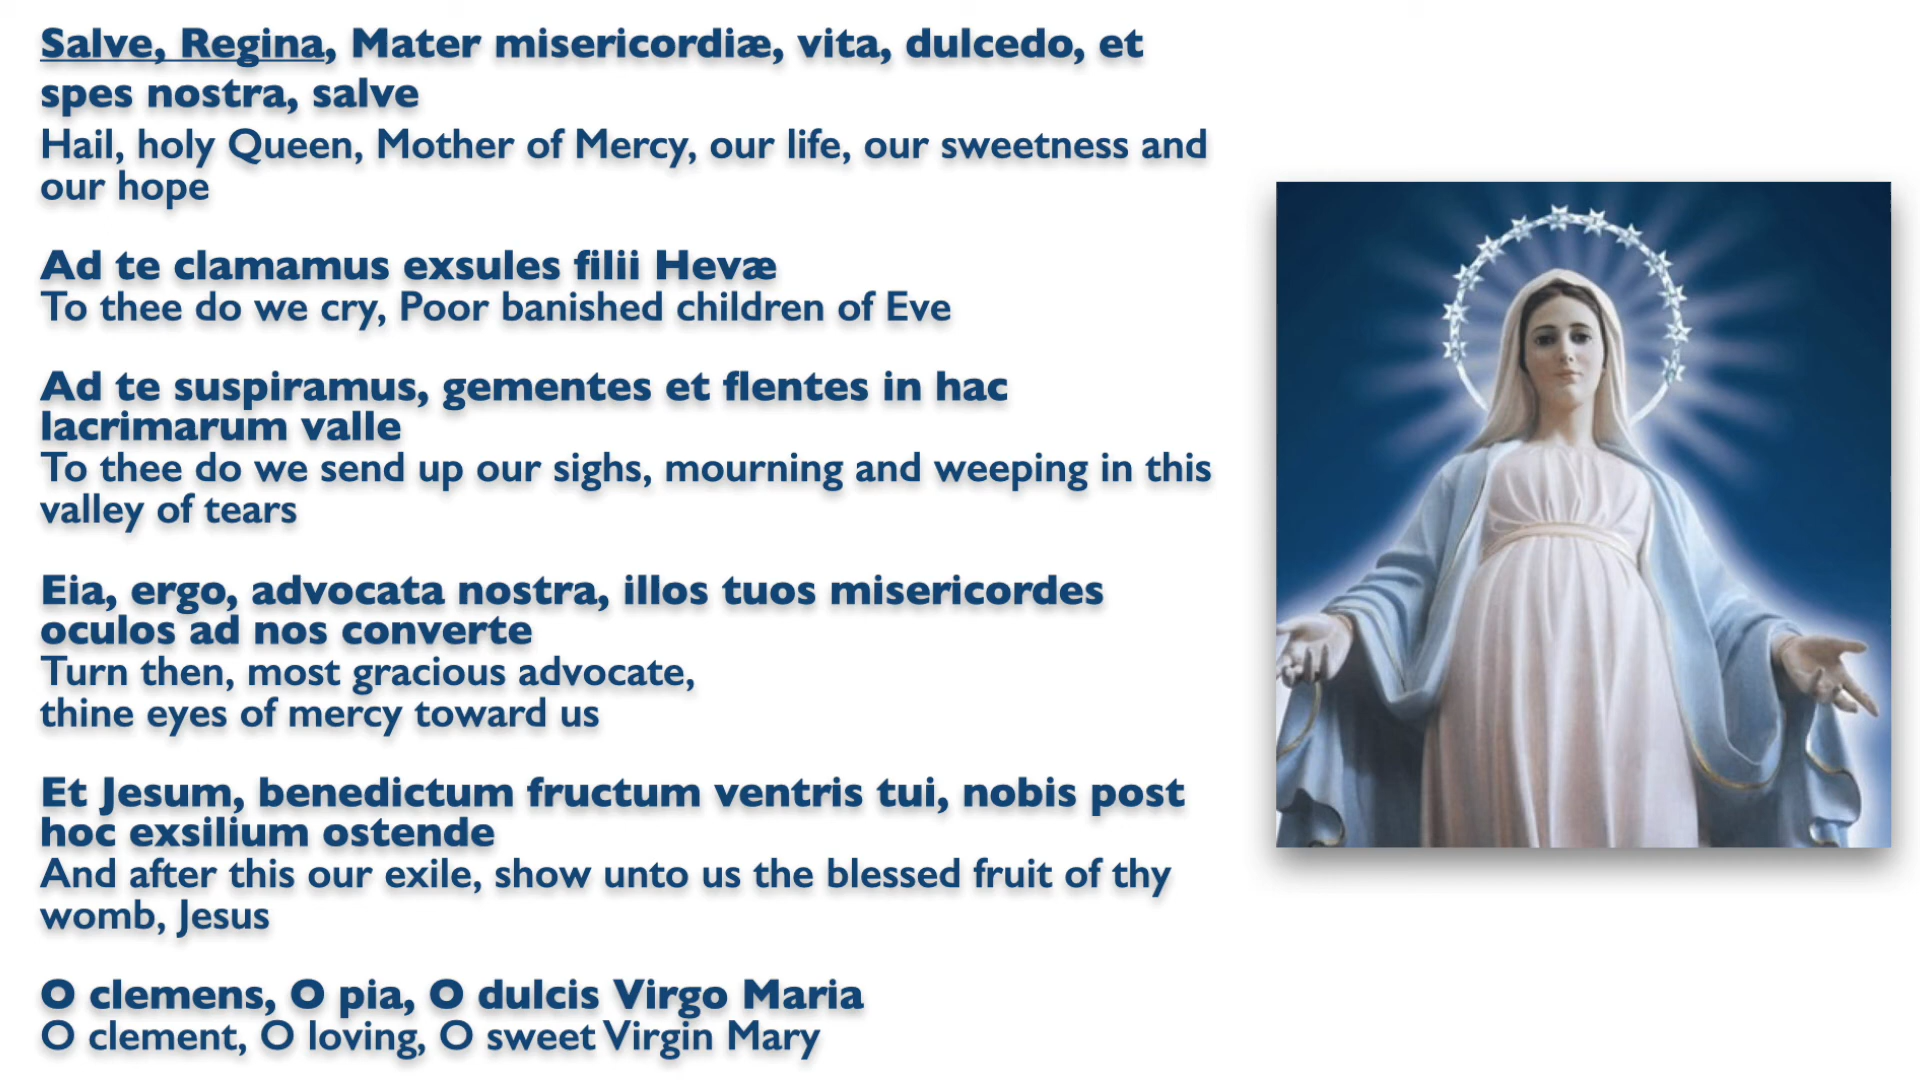 Salve, Regina, Mater misericordiæ, vita, dulcedo, et
spes nostra, salve
Hail, holy Queen, Mother of Mercy, our life, our sweetness and
our hope
Ad te clamamus exsules filii Hevæ
To thee do we cry, Poor banished children of Eve
Ad te suspiramus, gementes et flentes in hac
lacrimarum valle
To thee do we send up our sighs, mourning and weeping in this
valley of tears
Eia, ergo, advocata nostra, illos tuos misericordes
oculos ad nos converte
Turn then, most gracious advocate,
thine eyes of mercy toward us
Et Jesum, benedictum fructum ventris tui, nobis post
hoc exsilium ostende
And after this our exile, show unto us the blessed fruit of thy
womb, Jesus
O clemens, O pia, O dulcis Virgo Maria
O clement, O loving, O sweet Virgin Mary